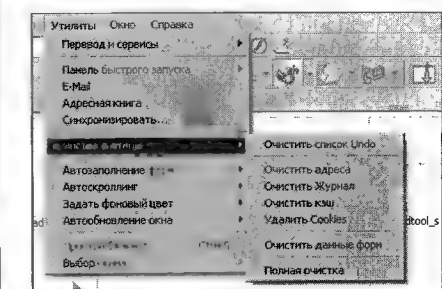 Утилиты Окно Справка
Перевод и сервисы
Панель быстрого запуска
E-Mail
Адресная книга
Синхронизировать...
Очистить список Undo
Автозаполнение
Очистить адреса
Автоскроллинг
Очистить Журнал
Задать фоновый цвет
Очистить кэш
Автообновление окна
Удалить Cookies
dtool_s
Очистить данные форм
Выбор
Полная очистка